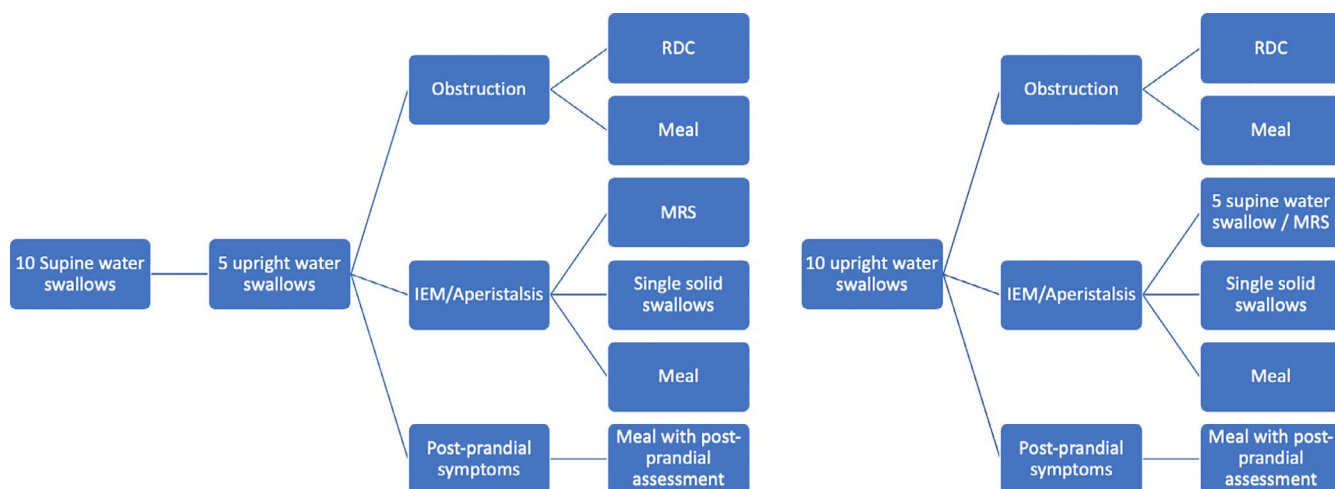 10 Supine water
swallows
5 upright water
swallows
Obstruction
RDC
Meal
IEM/Aperistalsis
MRS
Single solid
swallows
Meal
Post-prandial
symptoms
Meal with post-
prandial
assessment
10 upright water
swallows
Obstruction
RDC
Meal
IEM/Aperistalsis
5 supine water
swallow / MRS
Single solid
swallows
Meal
Post-prandial
symptoms
Meal with post-
prandial
assessment